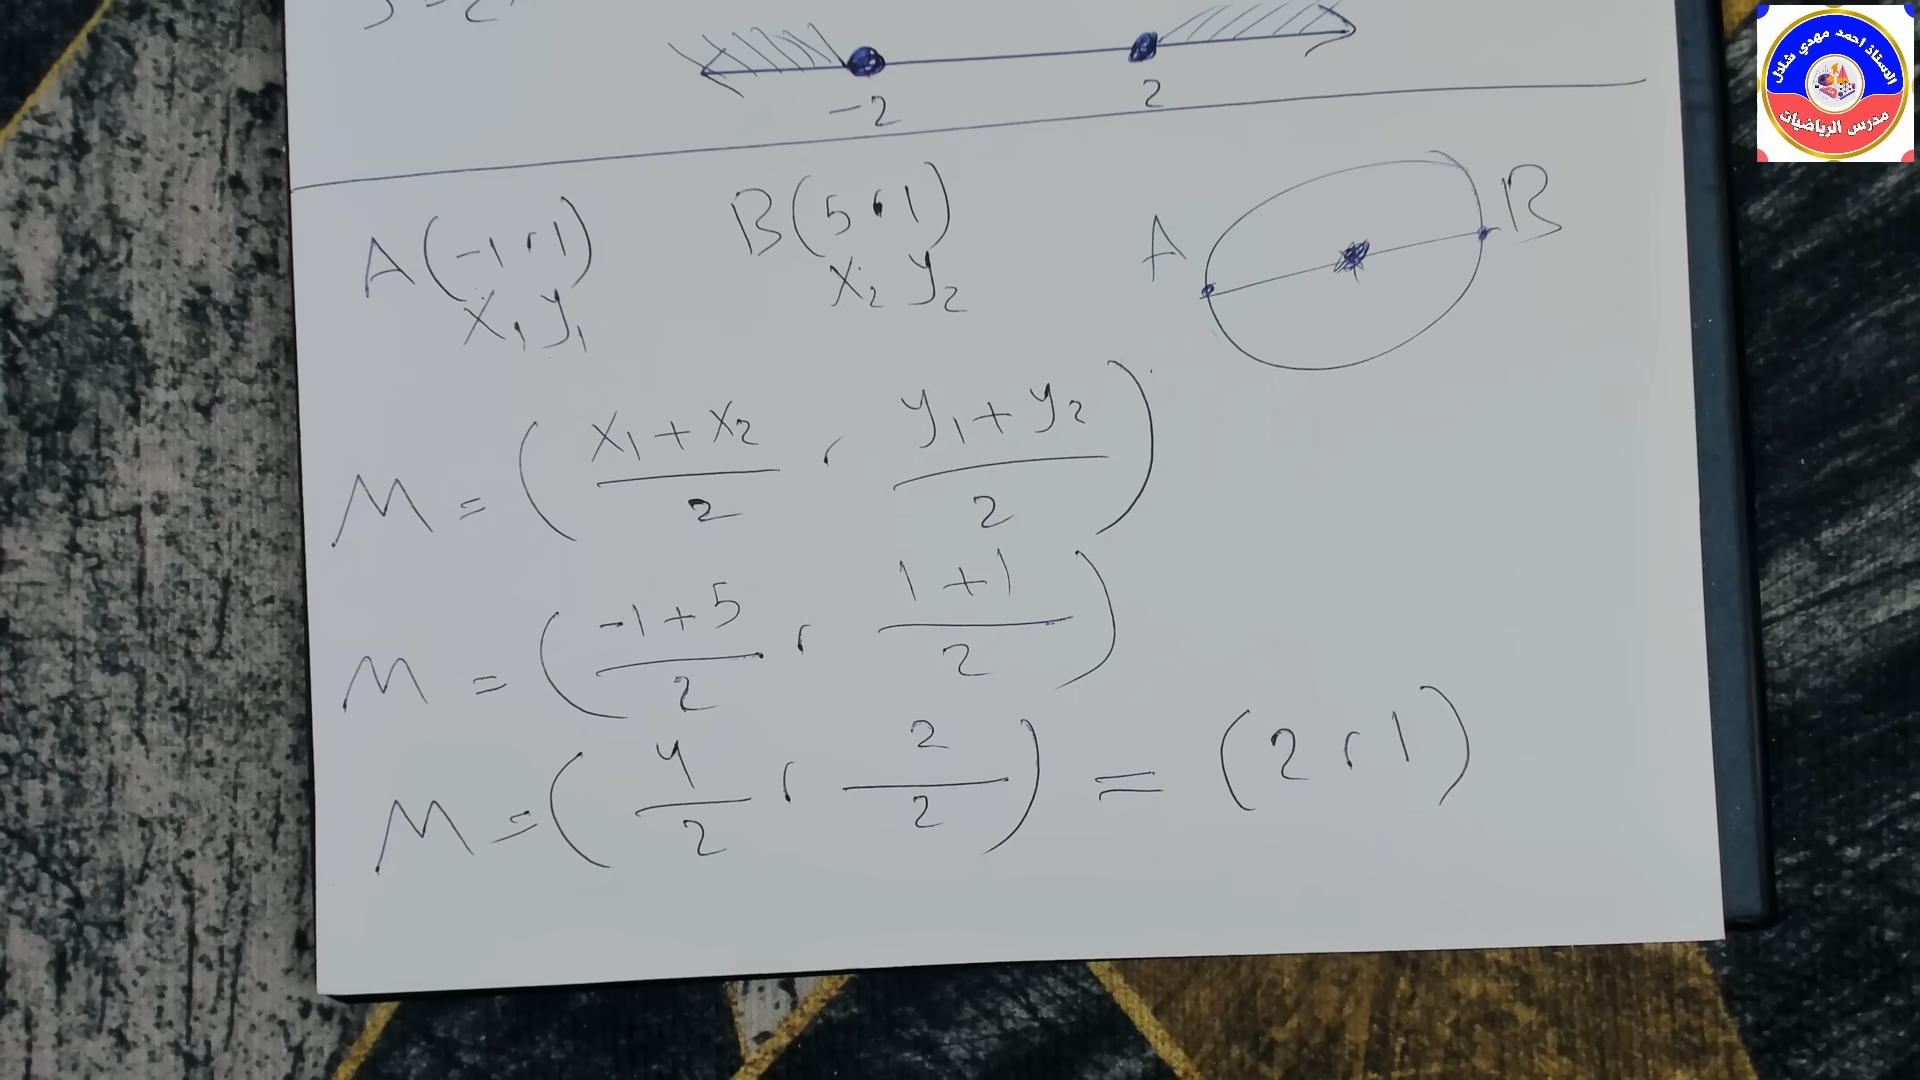 الاستاذ احمد مهدي شلال
مدرس الرياضيات
-2 2
A(-1,1) B(5,1)
x₁ y₁ x₂ y₂
A B
M = (x₁+x₂/2 , y₁+y₂/2)
M = (-1+5/2 , 1+1/2)
M = (4/2 , 2/2) = (2,1)